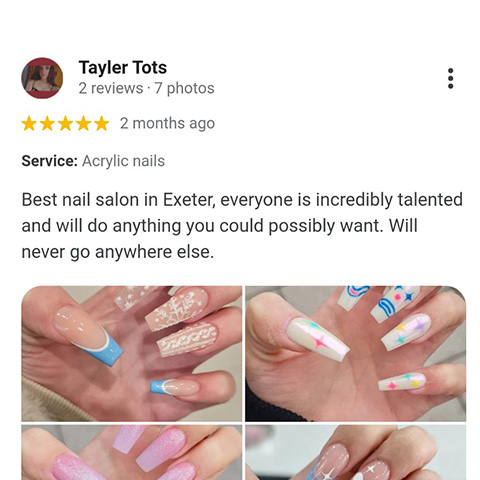 Tayler Tots
2 reviews · 7 photos
2 months ago
Service: Acrylic nails
Best nail salon in Exeter, everyone is incredibly talented
and will do anything you could possibly want. Will
never go anywhere else.